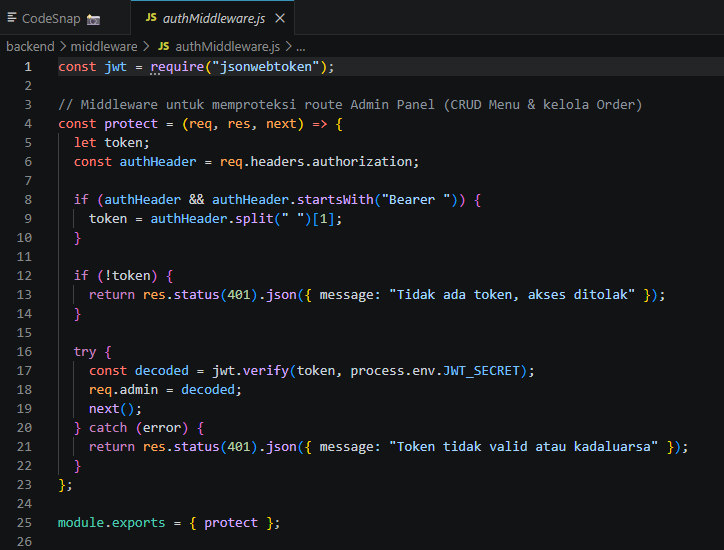 CodeSnap 📷
JS authMiddleware.js ×
backend > middleware > JS authMiddleware.js > ...
1 const jwt = require("jsonwebtoken");
2
3 // Middleware untuk memproteksi route Admin Panel (CRUD Menu & kelola Order)
4 const protect = (req, res, next) => {
5   let token;
6   const authHeader = req.headers.authorization;
7
8   if (authHeader && authHeader.startsWith("Bearer ")) {
9     token = authHeader.split(" ")[1];
10   }
11
12   if (!token) {
13     return res.status(401).json({ message: "Tidak ada token, akses ditolak" });
14   }
15
16   try {
17     const decoded = jwt.verify(token, process.env.JWT_SECRET);
18     req.admin = decoded;
19     next();
20   } catch (error) {
21     return res.status(401).json({ message: "Token tidak valid atau kadaluarsa" });
22   }
23 };
24
25 module.exports = { protect };
26